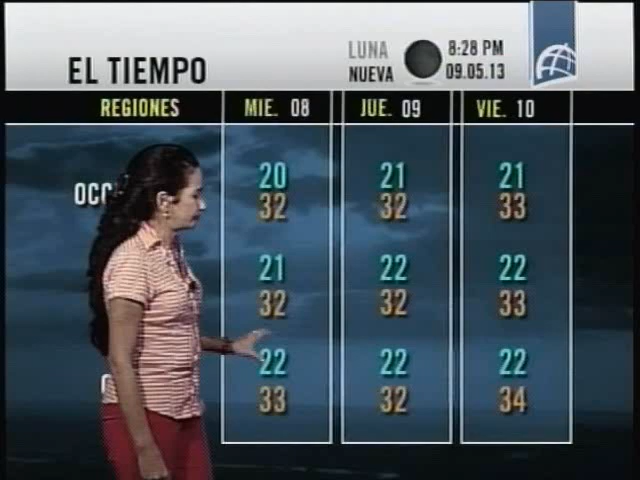 EL TIEMPO
LUNA
NUEVA
8:28 PM
09.05.13
REGIONES MIE. 08 JUE. 09 VIE. 10
20 21 21
32 32 33
21 22 22
32 32 33
22 22 22
33 32 34